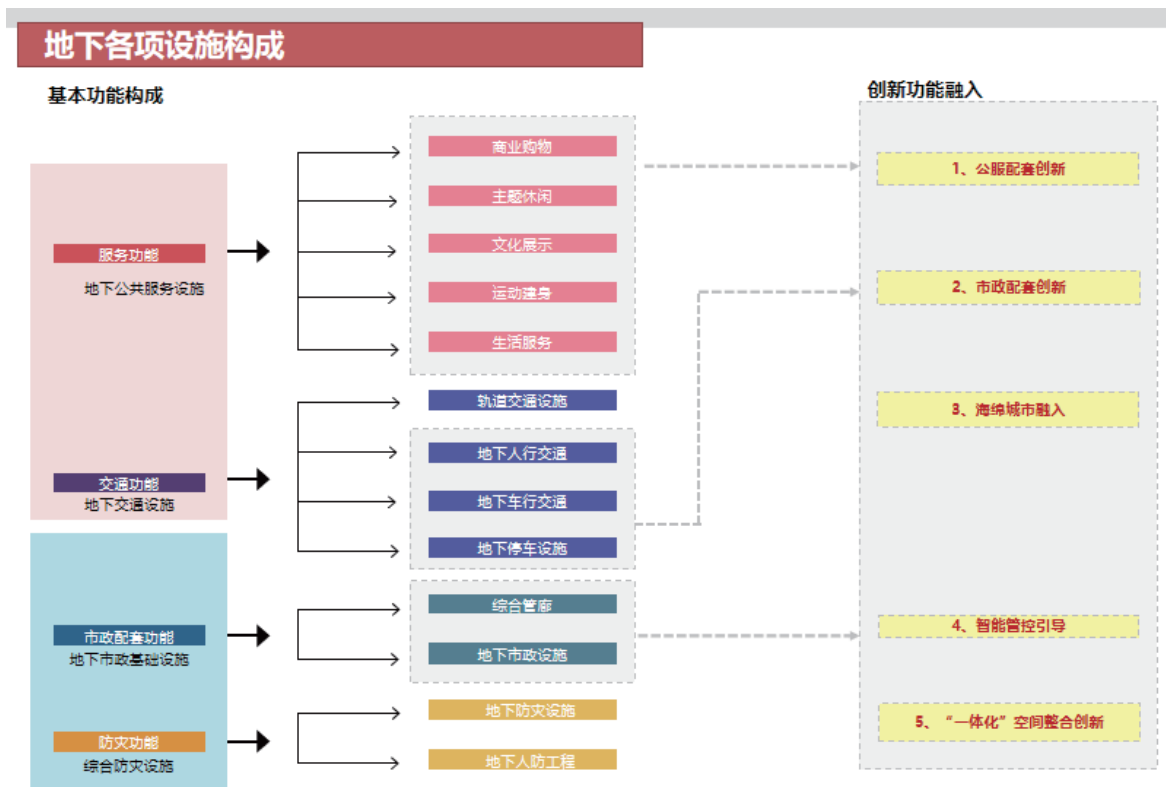 地下各项设施构成
基本功能构成
创新功能融入
服务功能
地下公共服务设施
交通功能
地下交通设施
市政配套功能
地下市政基础设施
防灾功能
综合防灾设施
商业购物
主题休闲
文化展示
运动建身
生活服务
轨道交通设施
地下人行交通
地下车行交通
地下停车设施
综合管廊
地下市政设施
地下防灾设施
地下人防工程
1、公服配套创新
2、市政配套创新
3、海绵城市融入
4、智能管控引导
5、“一体化”空间整合创新